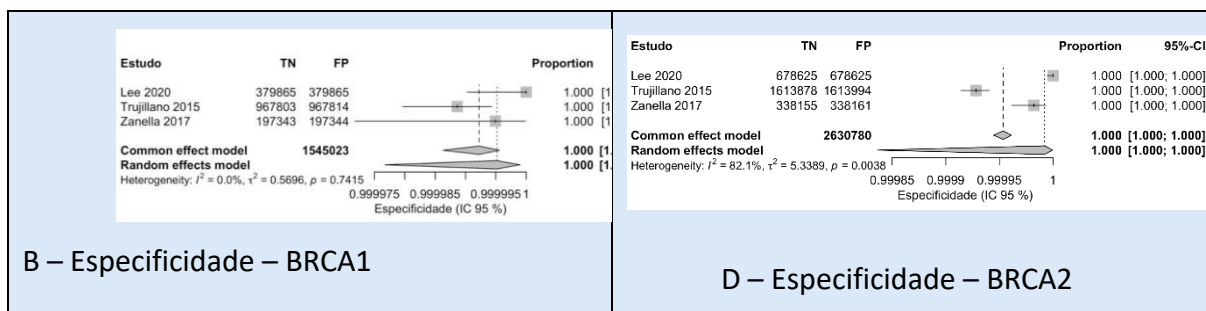 Estudo TN FP Proportion
Lee 2020 379865 379865 1.000 [1
Trujillano 2015 967803 967814 1.000 [1
Zanella 2017 197343 197344 1.000 [1
Common effect model 1545023 1.000 [1.
Random effects model 1.000 [1.
Heterogeneity: I² = 0.0%, τ² = 0.5696, p = 0.7415
0.999975 0.999985 0.999995 1
Especificidade (IC 95 %)
B – Especificidade – BRCA1
Estudo TN FP Proportion 95%-CI
Lee 2020 678625 678625 1.000 [1.000; 1.000]
Trujillano 2015 1613878 1613994 1.000 [1.000; 1.000]
Zanella 2017 338155 338161 1.000 [1.000; 1.000]
Common effect model 2630780 1.000 [1.000; 1.000]
Random effects model 1.000 [1.000; 1.000]
Heterogeneity: I² = 82.1%, τ² = 5.3389, p = 0.0038
0.99985 0.9999 0.99995 1
Especificidade (IC 95 %)
D – Especificidade – BRCA2